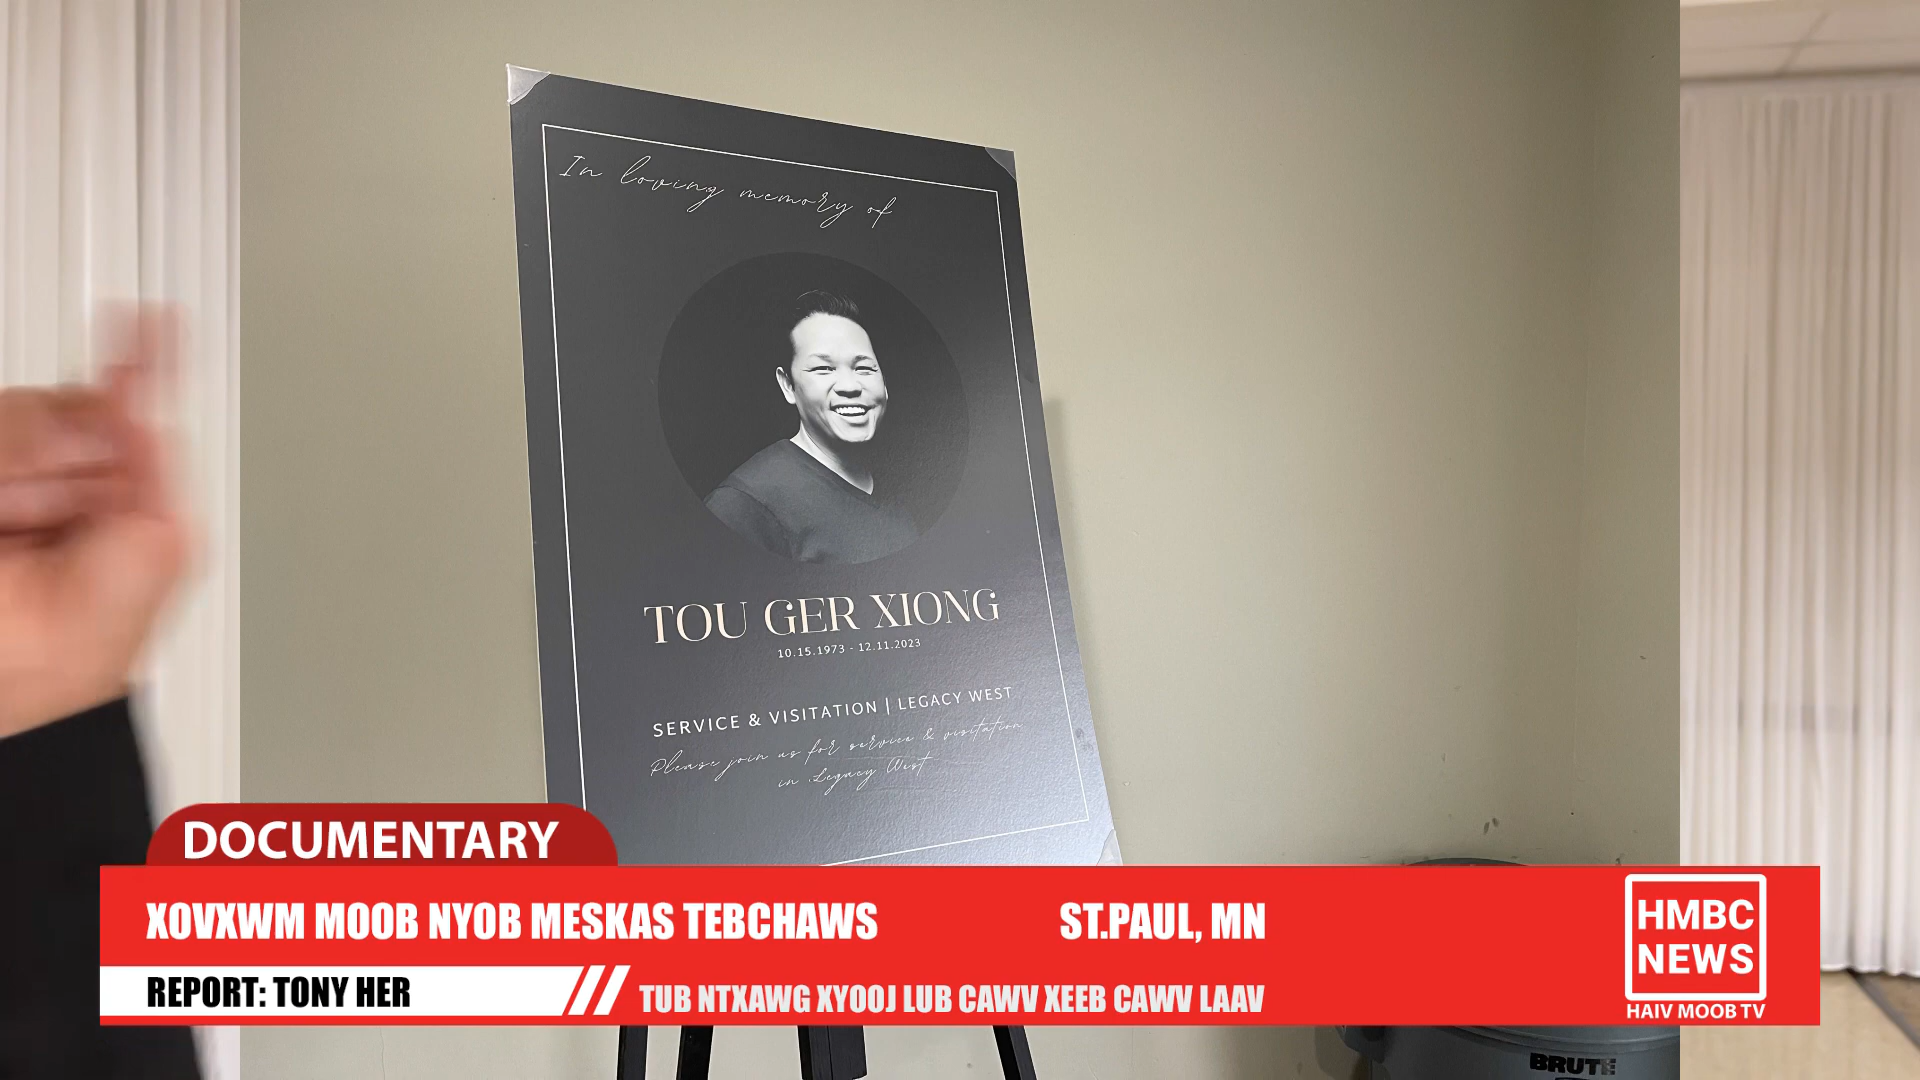 In loving memory of
TOU GER XIONG
10.15.1973 - 12.11.2023
SERVICE & VISITATION | LEGACY WEST
Please join us for service & visitation
in Legacy West
DOCUMENTARY
XOVXWM MOOB NYOB MESKAS TEBCHAWS
ST.PAUL, MN
REPORT: TONY HER
TUB NTXAWG XYOOJ LUB CAWV XEEB CAWV LAAV
HMBC
NEWS
HAIV MOOB TV
BRUTE